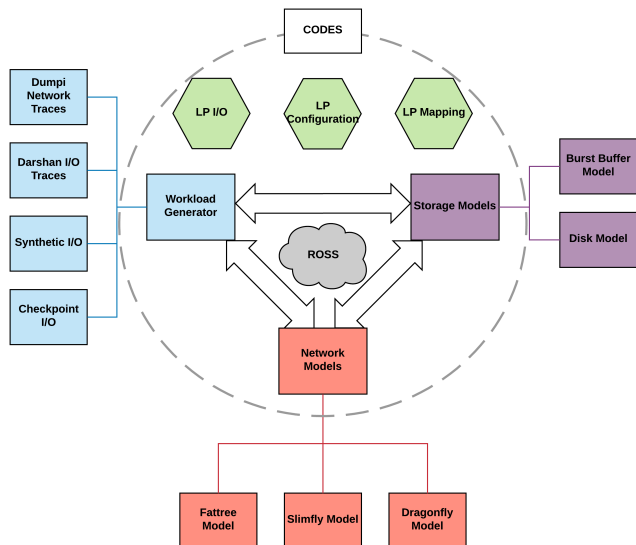 CODES
Dumpi
Network
Traces
LP I/O
LP
Configuration
LP Mapping
Darshan I/O
Traces
Burst Buffer
Model
Workload
Generator
Storage Models
Synthetic I/O
Disk Model
ROSS
Checkpoint
I/O
Network
Models
Fattree
Model
Slimfly Model
Dragonfly
Model